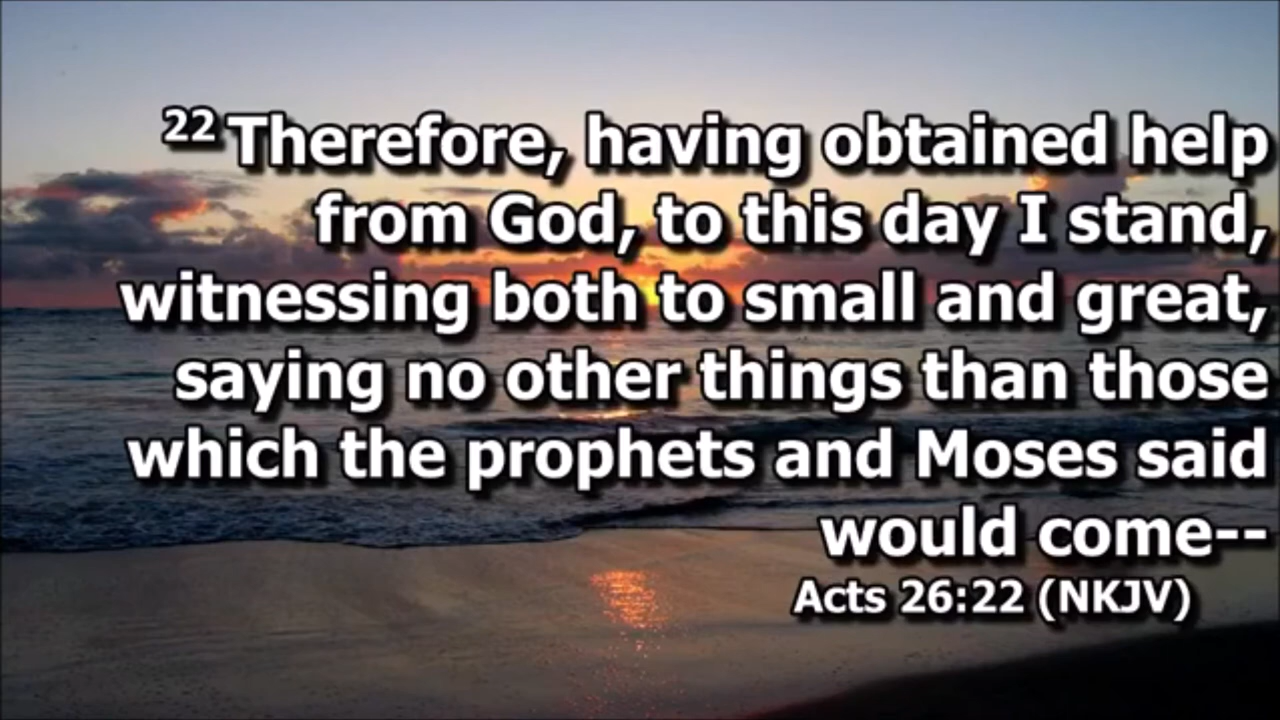 22 Therefore, having obtained help
from God, to this day I stand,
witnessing both to small and great,
saying no other things than those
which the prophets and Moses said
would come--
Acts 26:22 (NKJV)